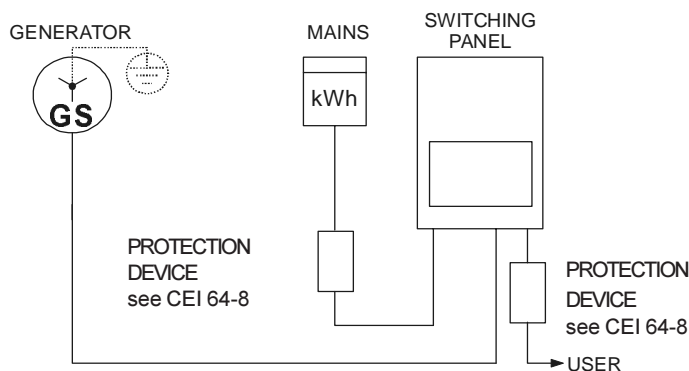 GENERATOR
MAINS
SWITCHING
PANEL
GS
kWh
PROTECTION
DEVICE
see CEI 64-8
PROTECTION
DEVICE
see CEI 64-8
USER